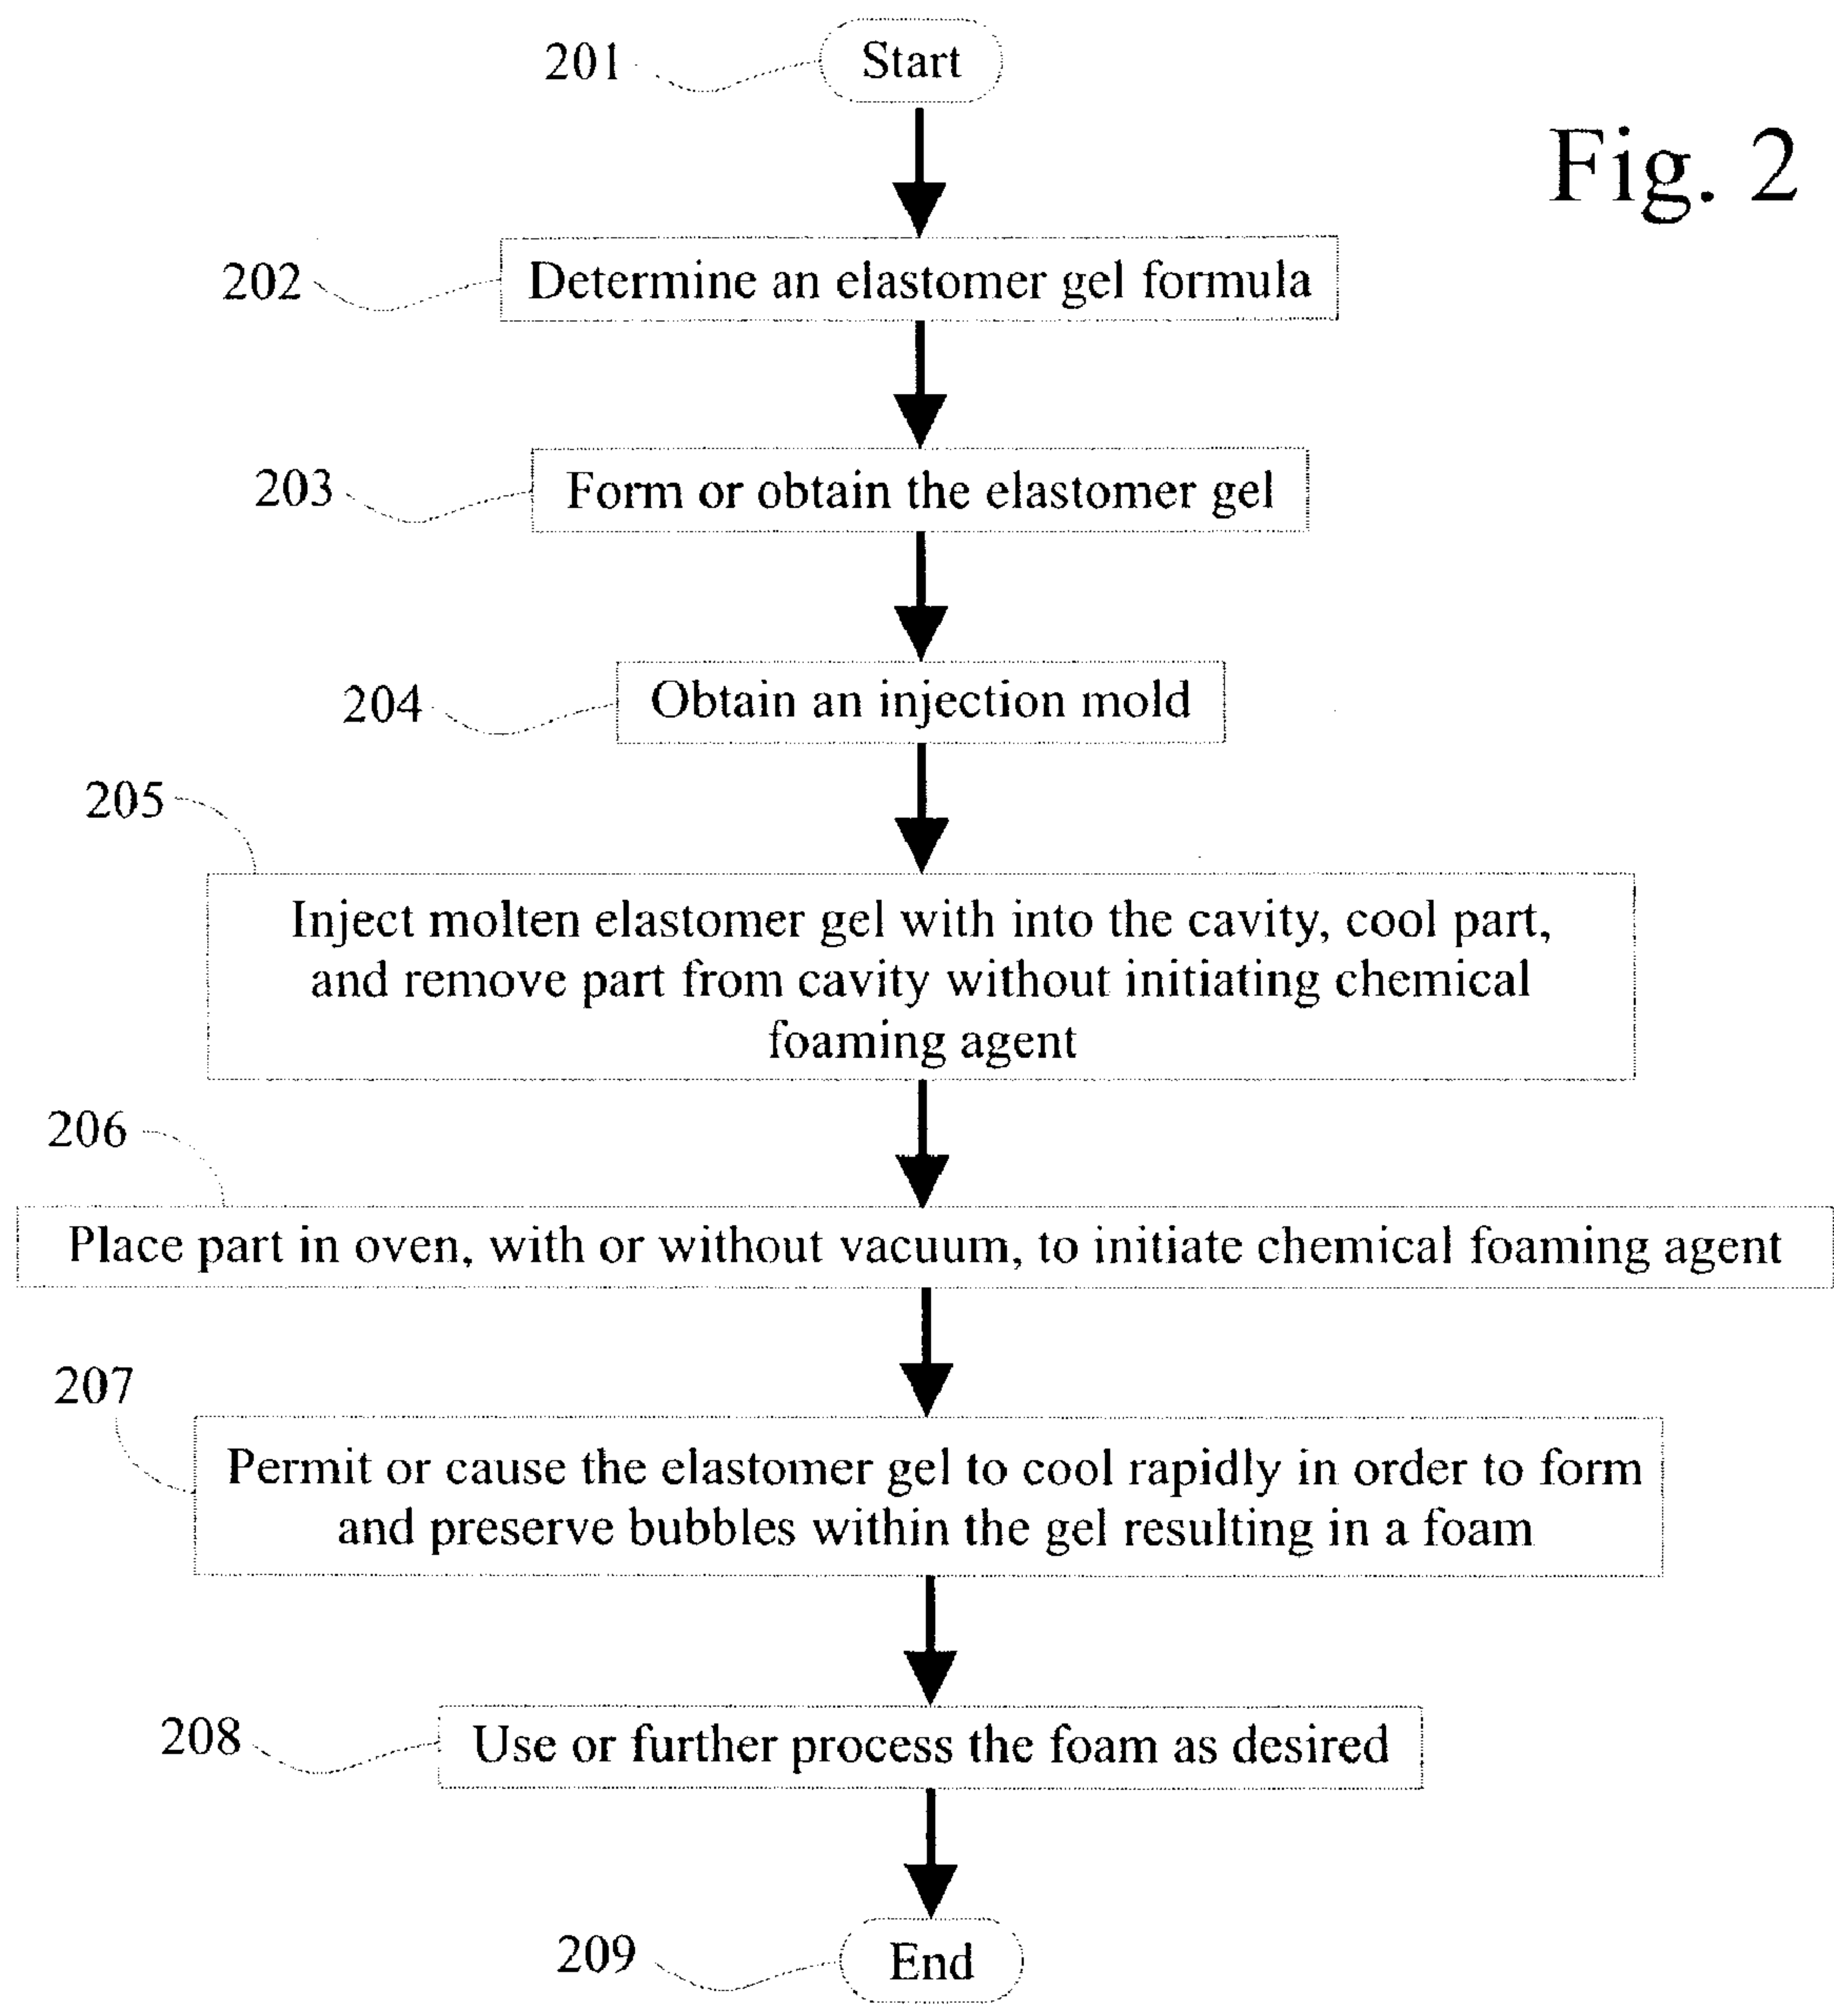 201
Start
Fig. 2
202
Determine an elastomer gel formula
203
Form or obtain the elastomer gel
204
Obtain an injection mold
205
Inject molten elastomer gel with into the cavity, cool part,
and remove part from cavity without initiating chemical
foaming agent
206
Place part in oven, with or without vacuum, to initiate chemical foaming agent
207
Permit or cause the elastomer gel to cool rapidly in order to form
and preserve bubbles within the gel resulting in a foam
208
Use or further process the foam as desired
209
End